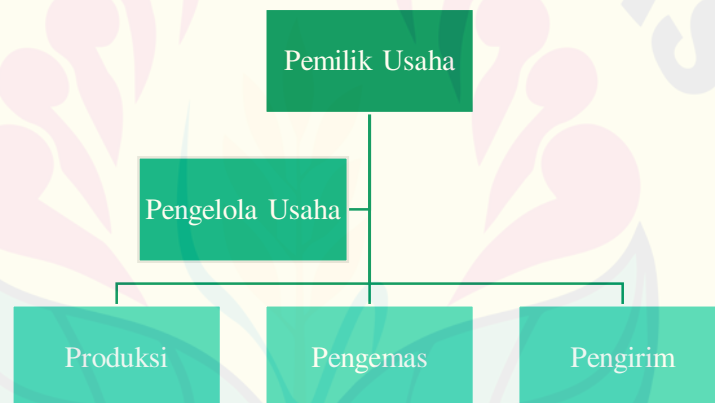 Pemilik Usaha
Pengelola Usaha
Produksi
Pengemas
Pengirim